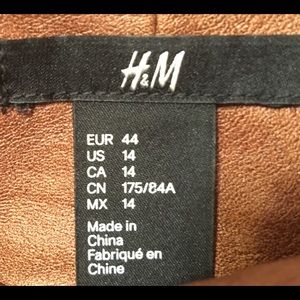 H&M
EUR 44
US 14
CA 14
CN 175/84A
MX 14
Made in
China
Fabriqué en
Chine